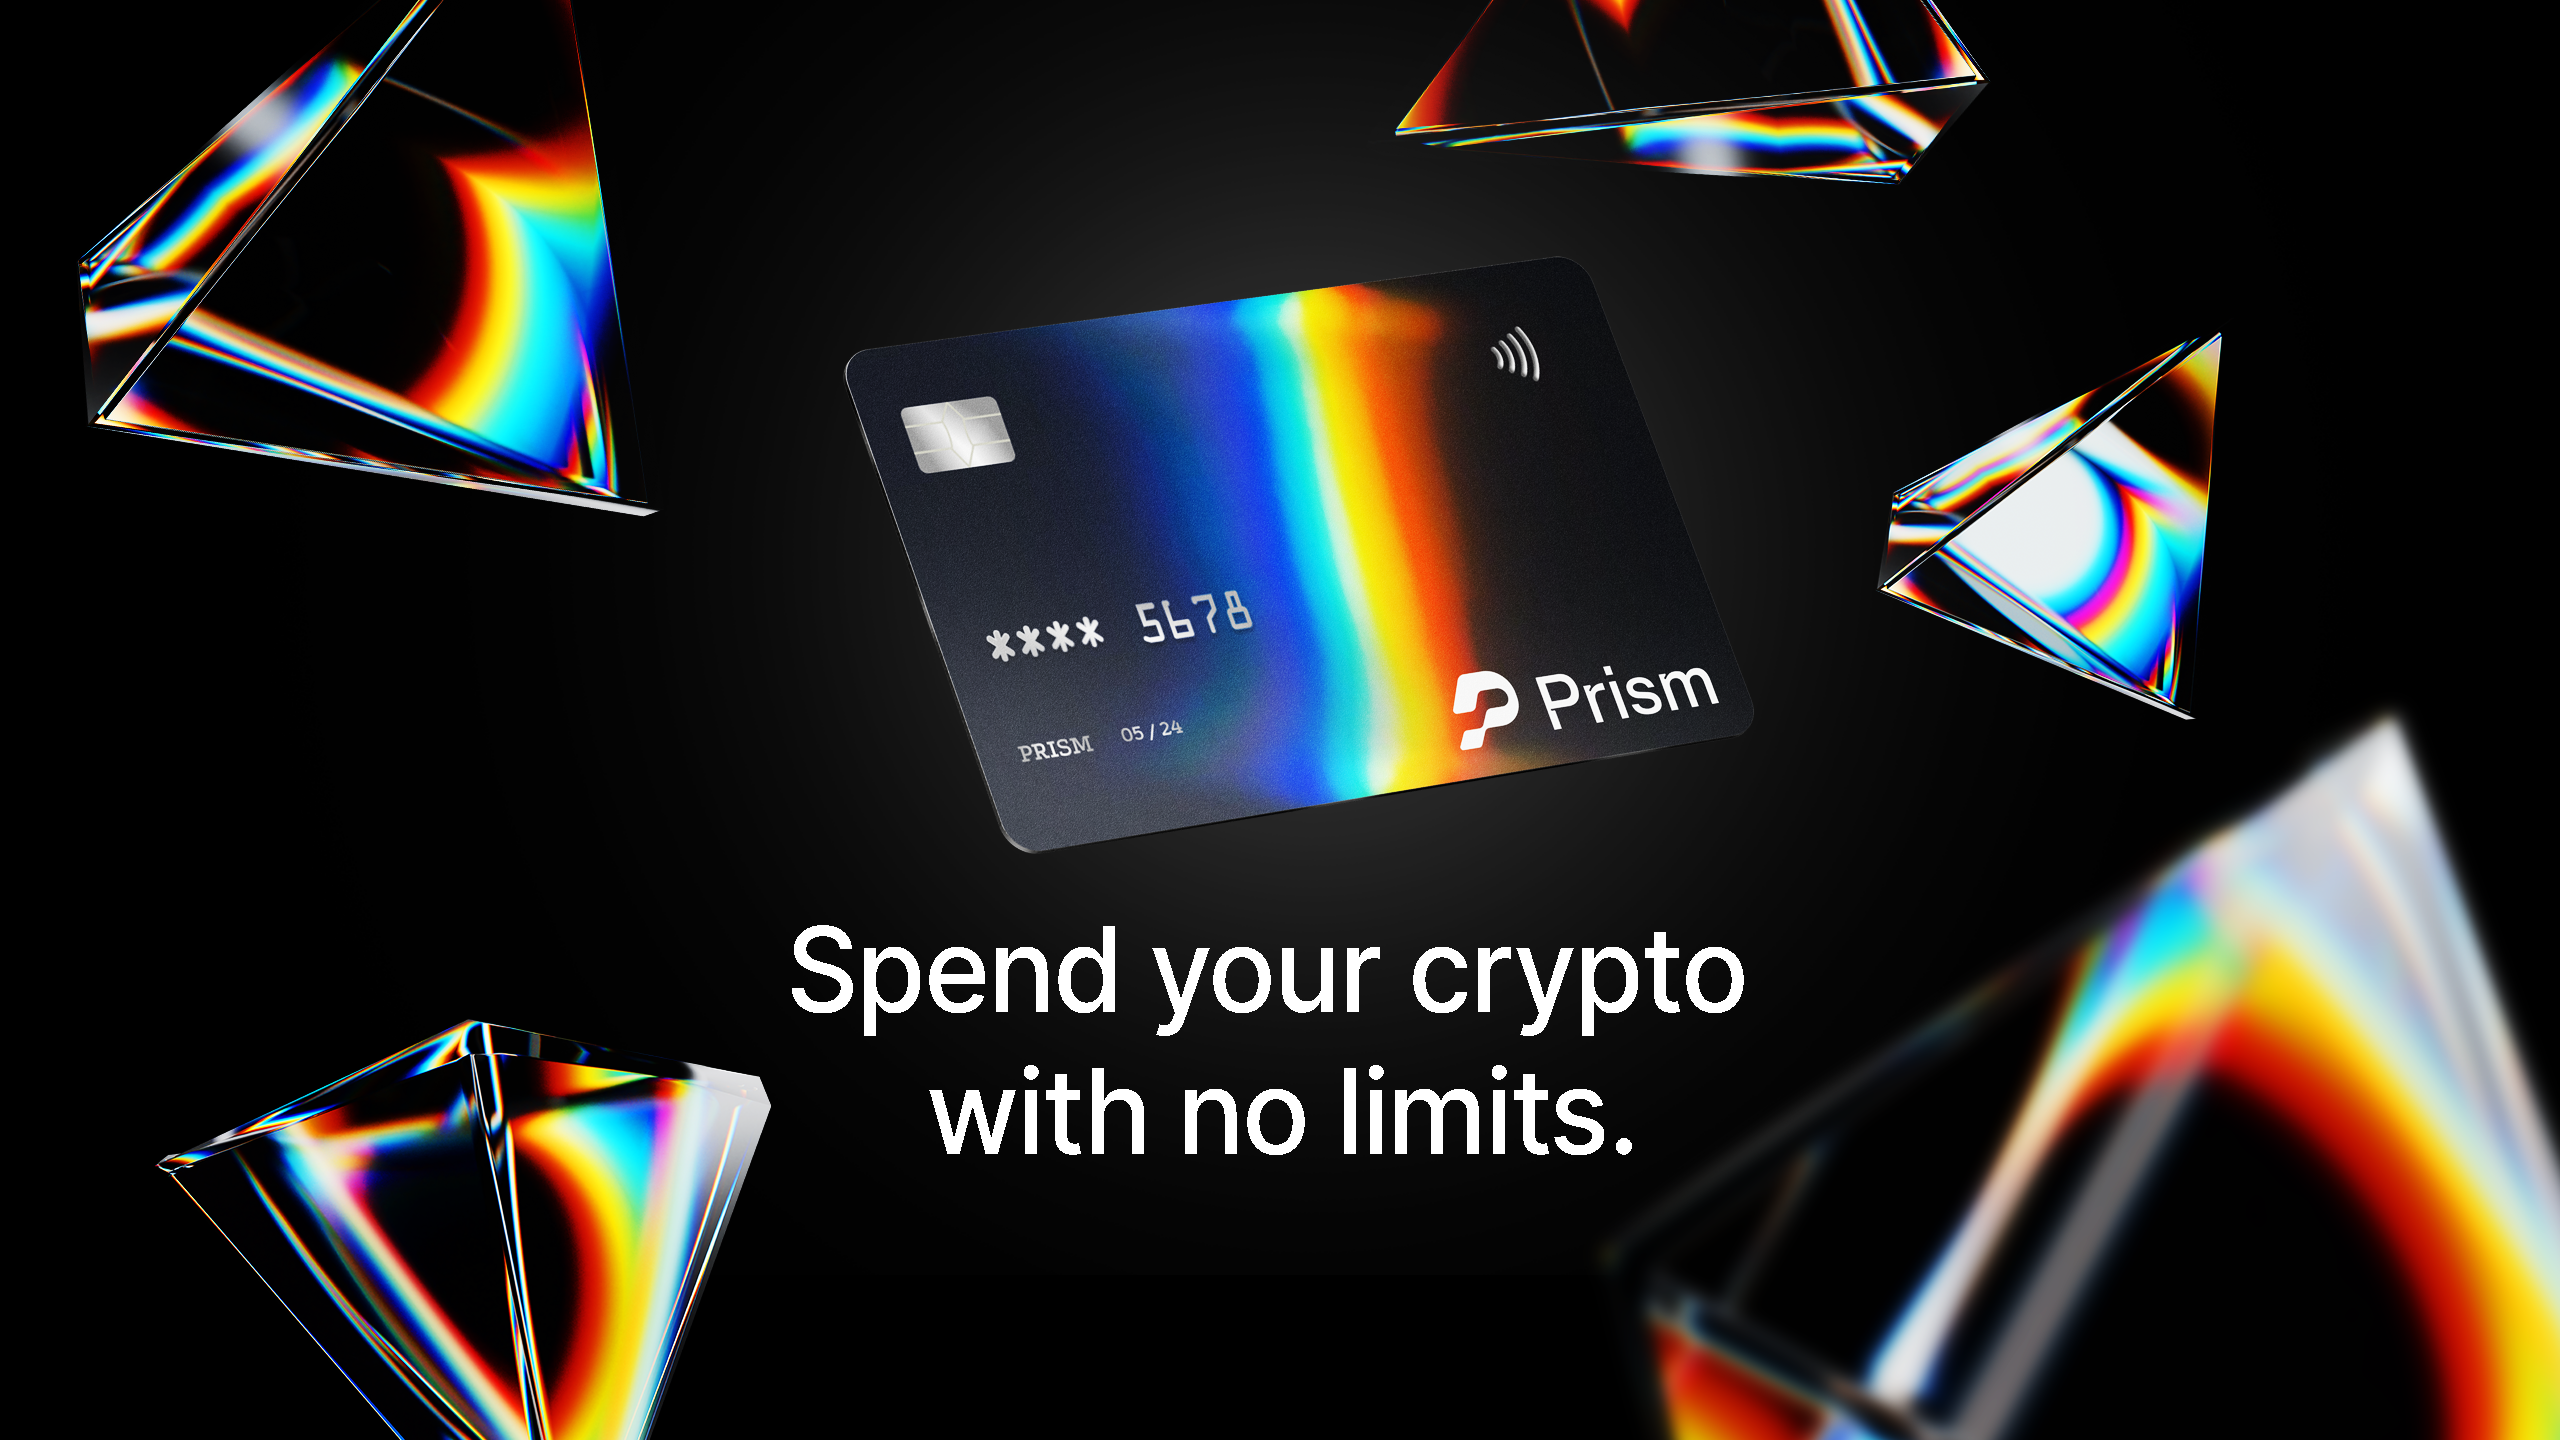 **** 5678
PRISM 05/24
Prism
Spend your crypto
with no limits.